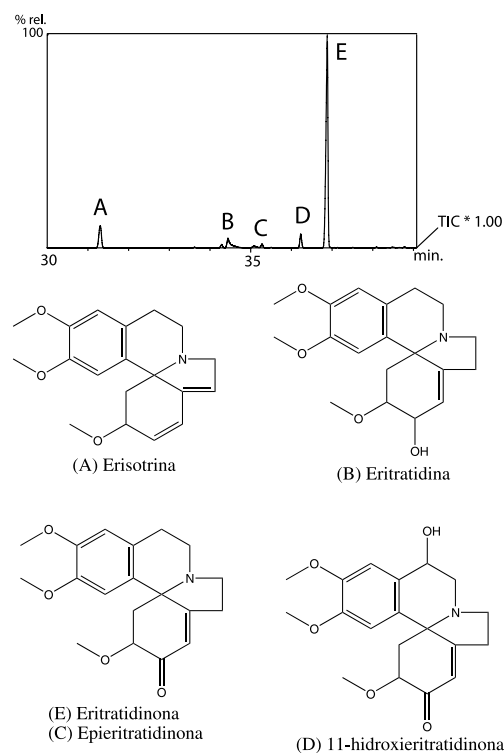 % rel.
100
E
A
B
C
D
TIC * 1.00
30
35
min.
O
O
N
O
(A) Erisotrina
O
O
N
O
OH
(B) Eritratidina
O
O
N
O
O
(E) Eritratidinona
(C) Epieritratidinona
OH
O
O
N
O
O
(D) 11-hidroxieritratidinona